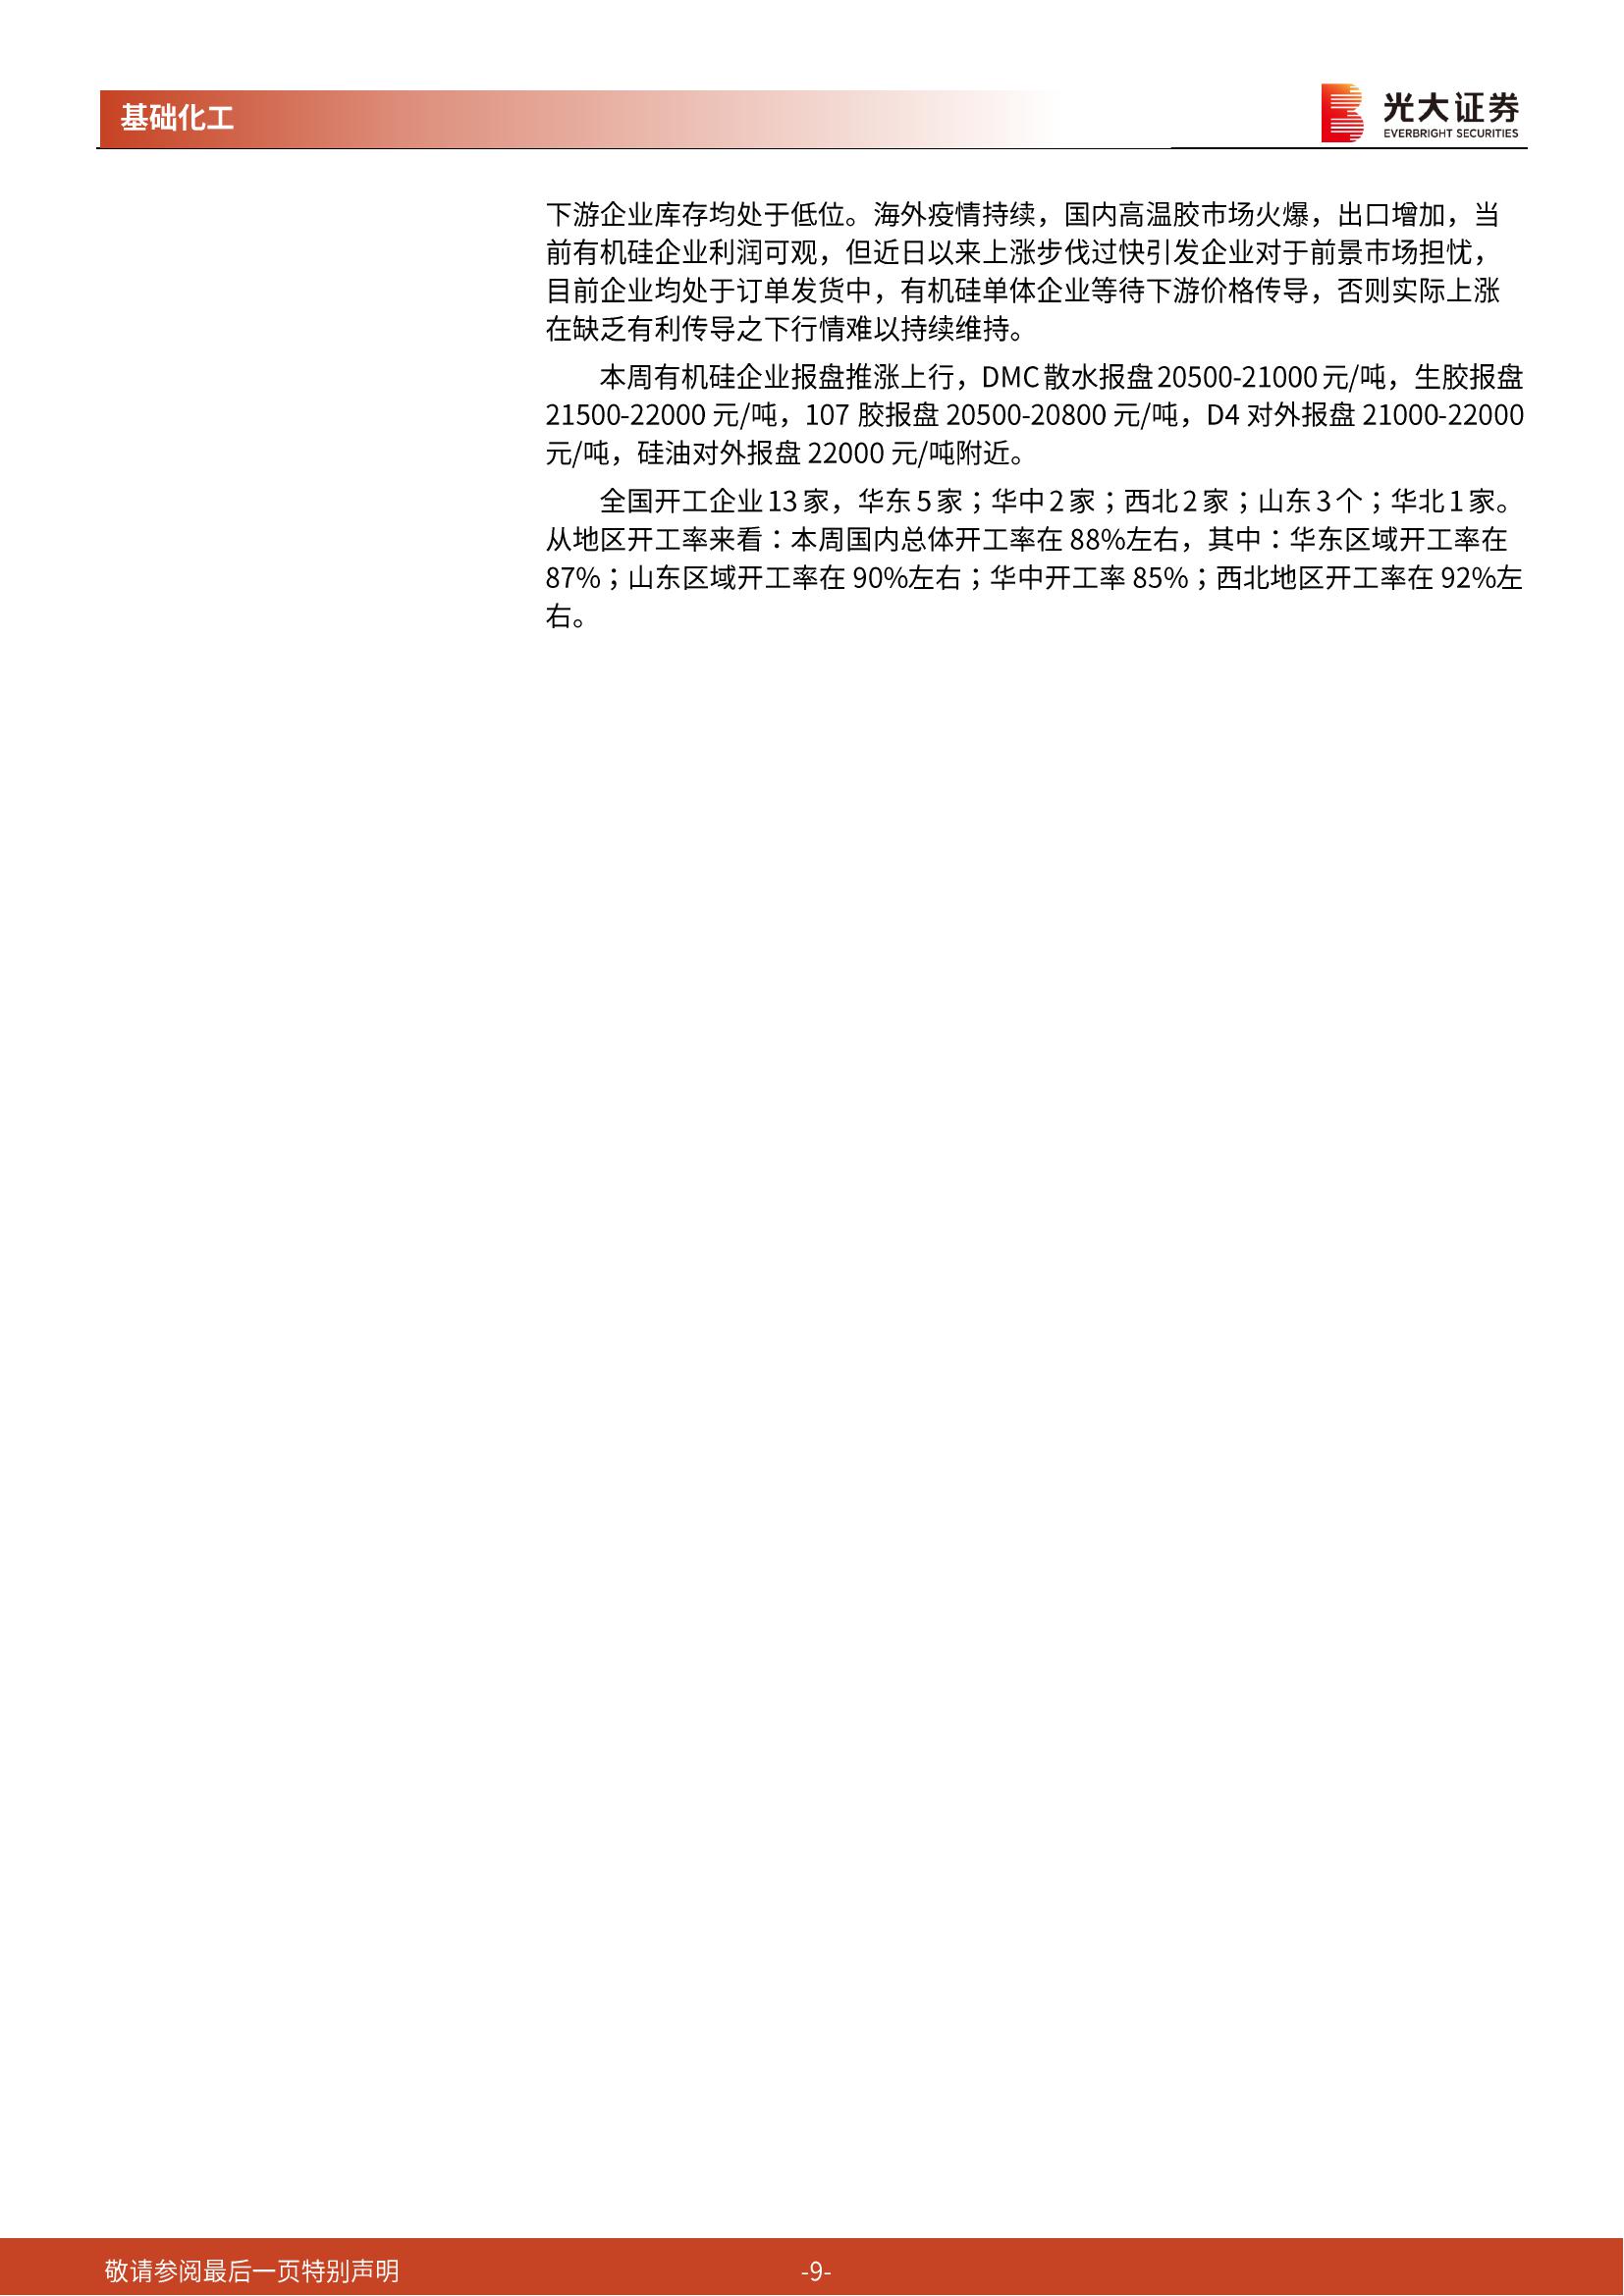 基础化工
光大证券
EVERBRIGHT SECURITIES
下游企业库存均处于低位。海外疫情持续，国内高温胶市场火爆，出口增加，当
前有机硅企业利润可观，但近日以来上涨步伐过快引发企业对于前景市场担忧，
目前企业均处于订单发货中，有机硅单体企业等待下游价格传导，否则实际上涨
在缺乏有利传导之下行情难以持续维持。
本周有机硅企业报盘推涨上行，DMC 散水报盘 20500-21000 元/吨，生胶报盘
21500-22000 元/吨，107 胶报盘 20500-20800 元/吨，D4 对外报盘 21000-22000
元/吨，硅油对外报盘 22000 元/吨附近。
全国开工企业 13 家，华东 5 家；华中 2 家；西北 2 家；山东 3 个；华北 1 家。
从地区开工率来看：本周国内总体开工率在 88%左右，其中：华东区域开工率在
87%；山东区域开工率在 90%左右；华中开工率 85%；西北地区开工率在 92%左
右。
敬请参阅最后一页特别声明
-9-